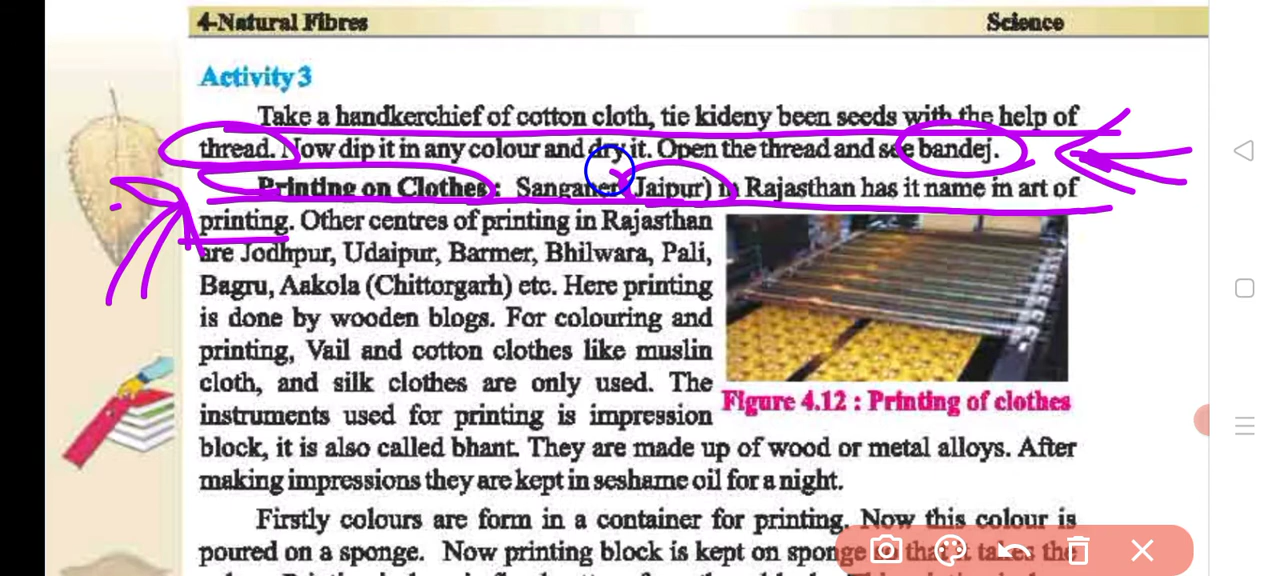 4-Natural Fibres Science
Activity 3
Take a handkerchief of cotton cloth, tie kideny been seeds with the help of
thread. Now dip it in any colour and dry it. Open the thread and see bandej.
Printing on Clothes : Sanganer (Jaipur) in Rajasthan has it name in art of
printing. Other centres of printing in Rajasthan
are Jodhpur, Udaipur, Barmer, Bhilwara, Pali,
Bagru, Aakola (Chittorgarh) etc. Here printing
is done by wooden blogs. For colouring and
printing, Vail and cotton clothes like muslin
cloth, and silk clothes are only used. The
instruments used for printing is impression
block, it is also called bhant. They are made up of wood or metal alloys. After
making impressions they are kept in seshame oil for a night.
Figure 4.12 : Printing of clothes
Firstly colours are form in a container for printing. Now this colour is
poured on a sponge. Now printing block is kept on sponge so that it takes the